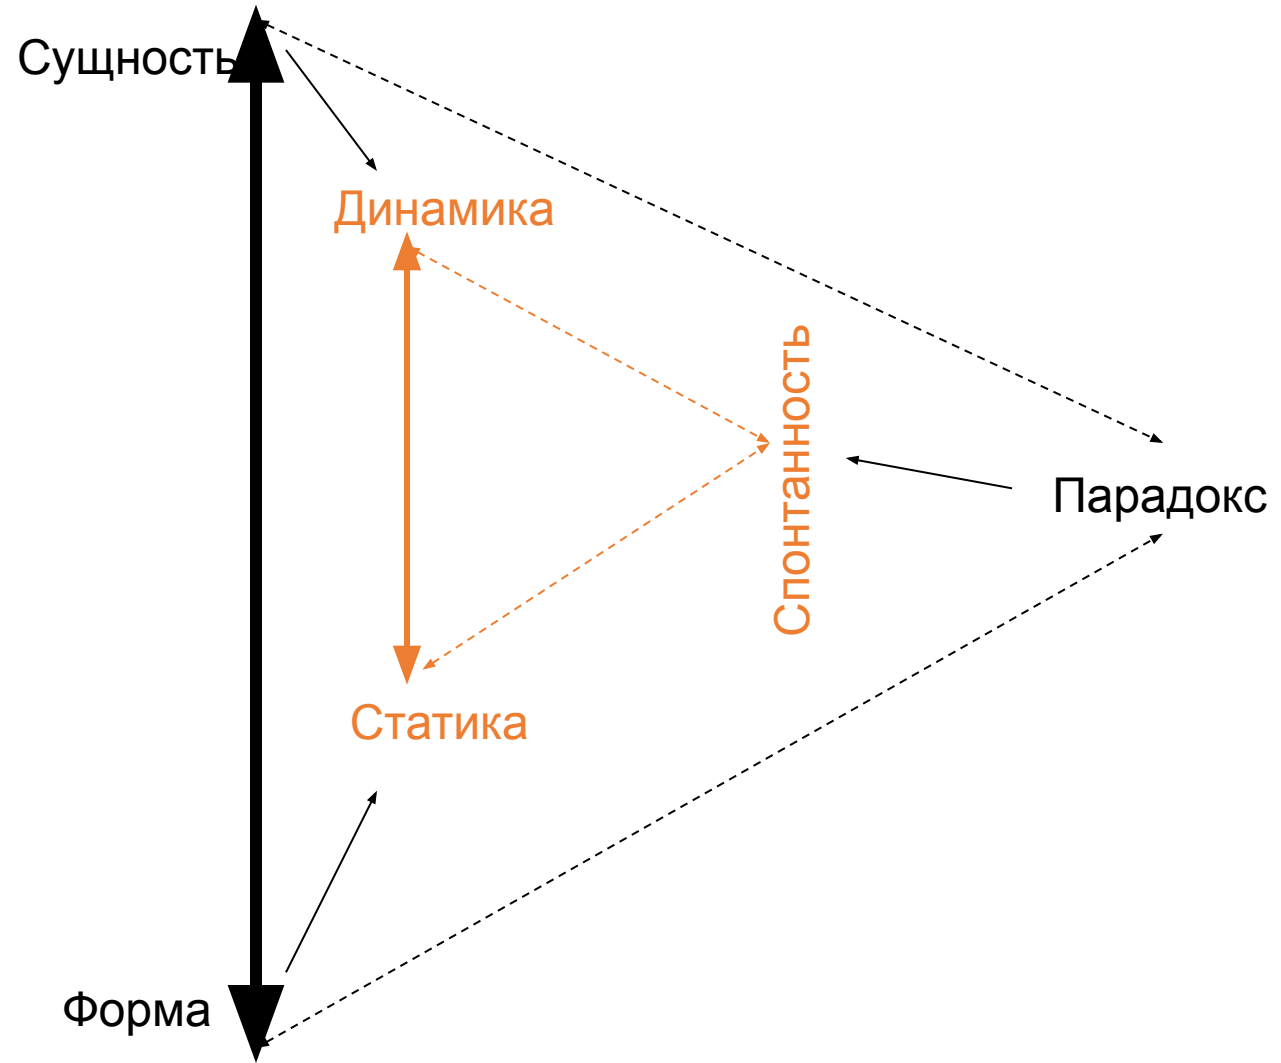 Сущность
Динамика
Спонтанность
Парадокс
Статика
Форма